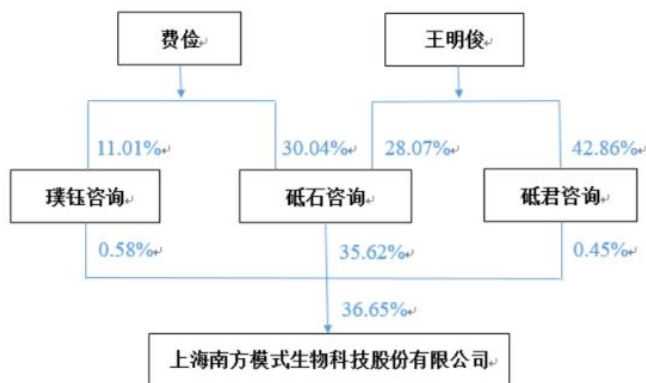 费俭
王明俊
11.01%
30.04%
28.07%
42.86%
璞钰咨询
砥石咨询
砥君咨询
0.58%
35.62%
0.45%
36.65%
上海南方模式生物科技股份有限公司